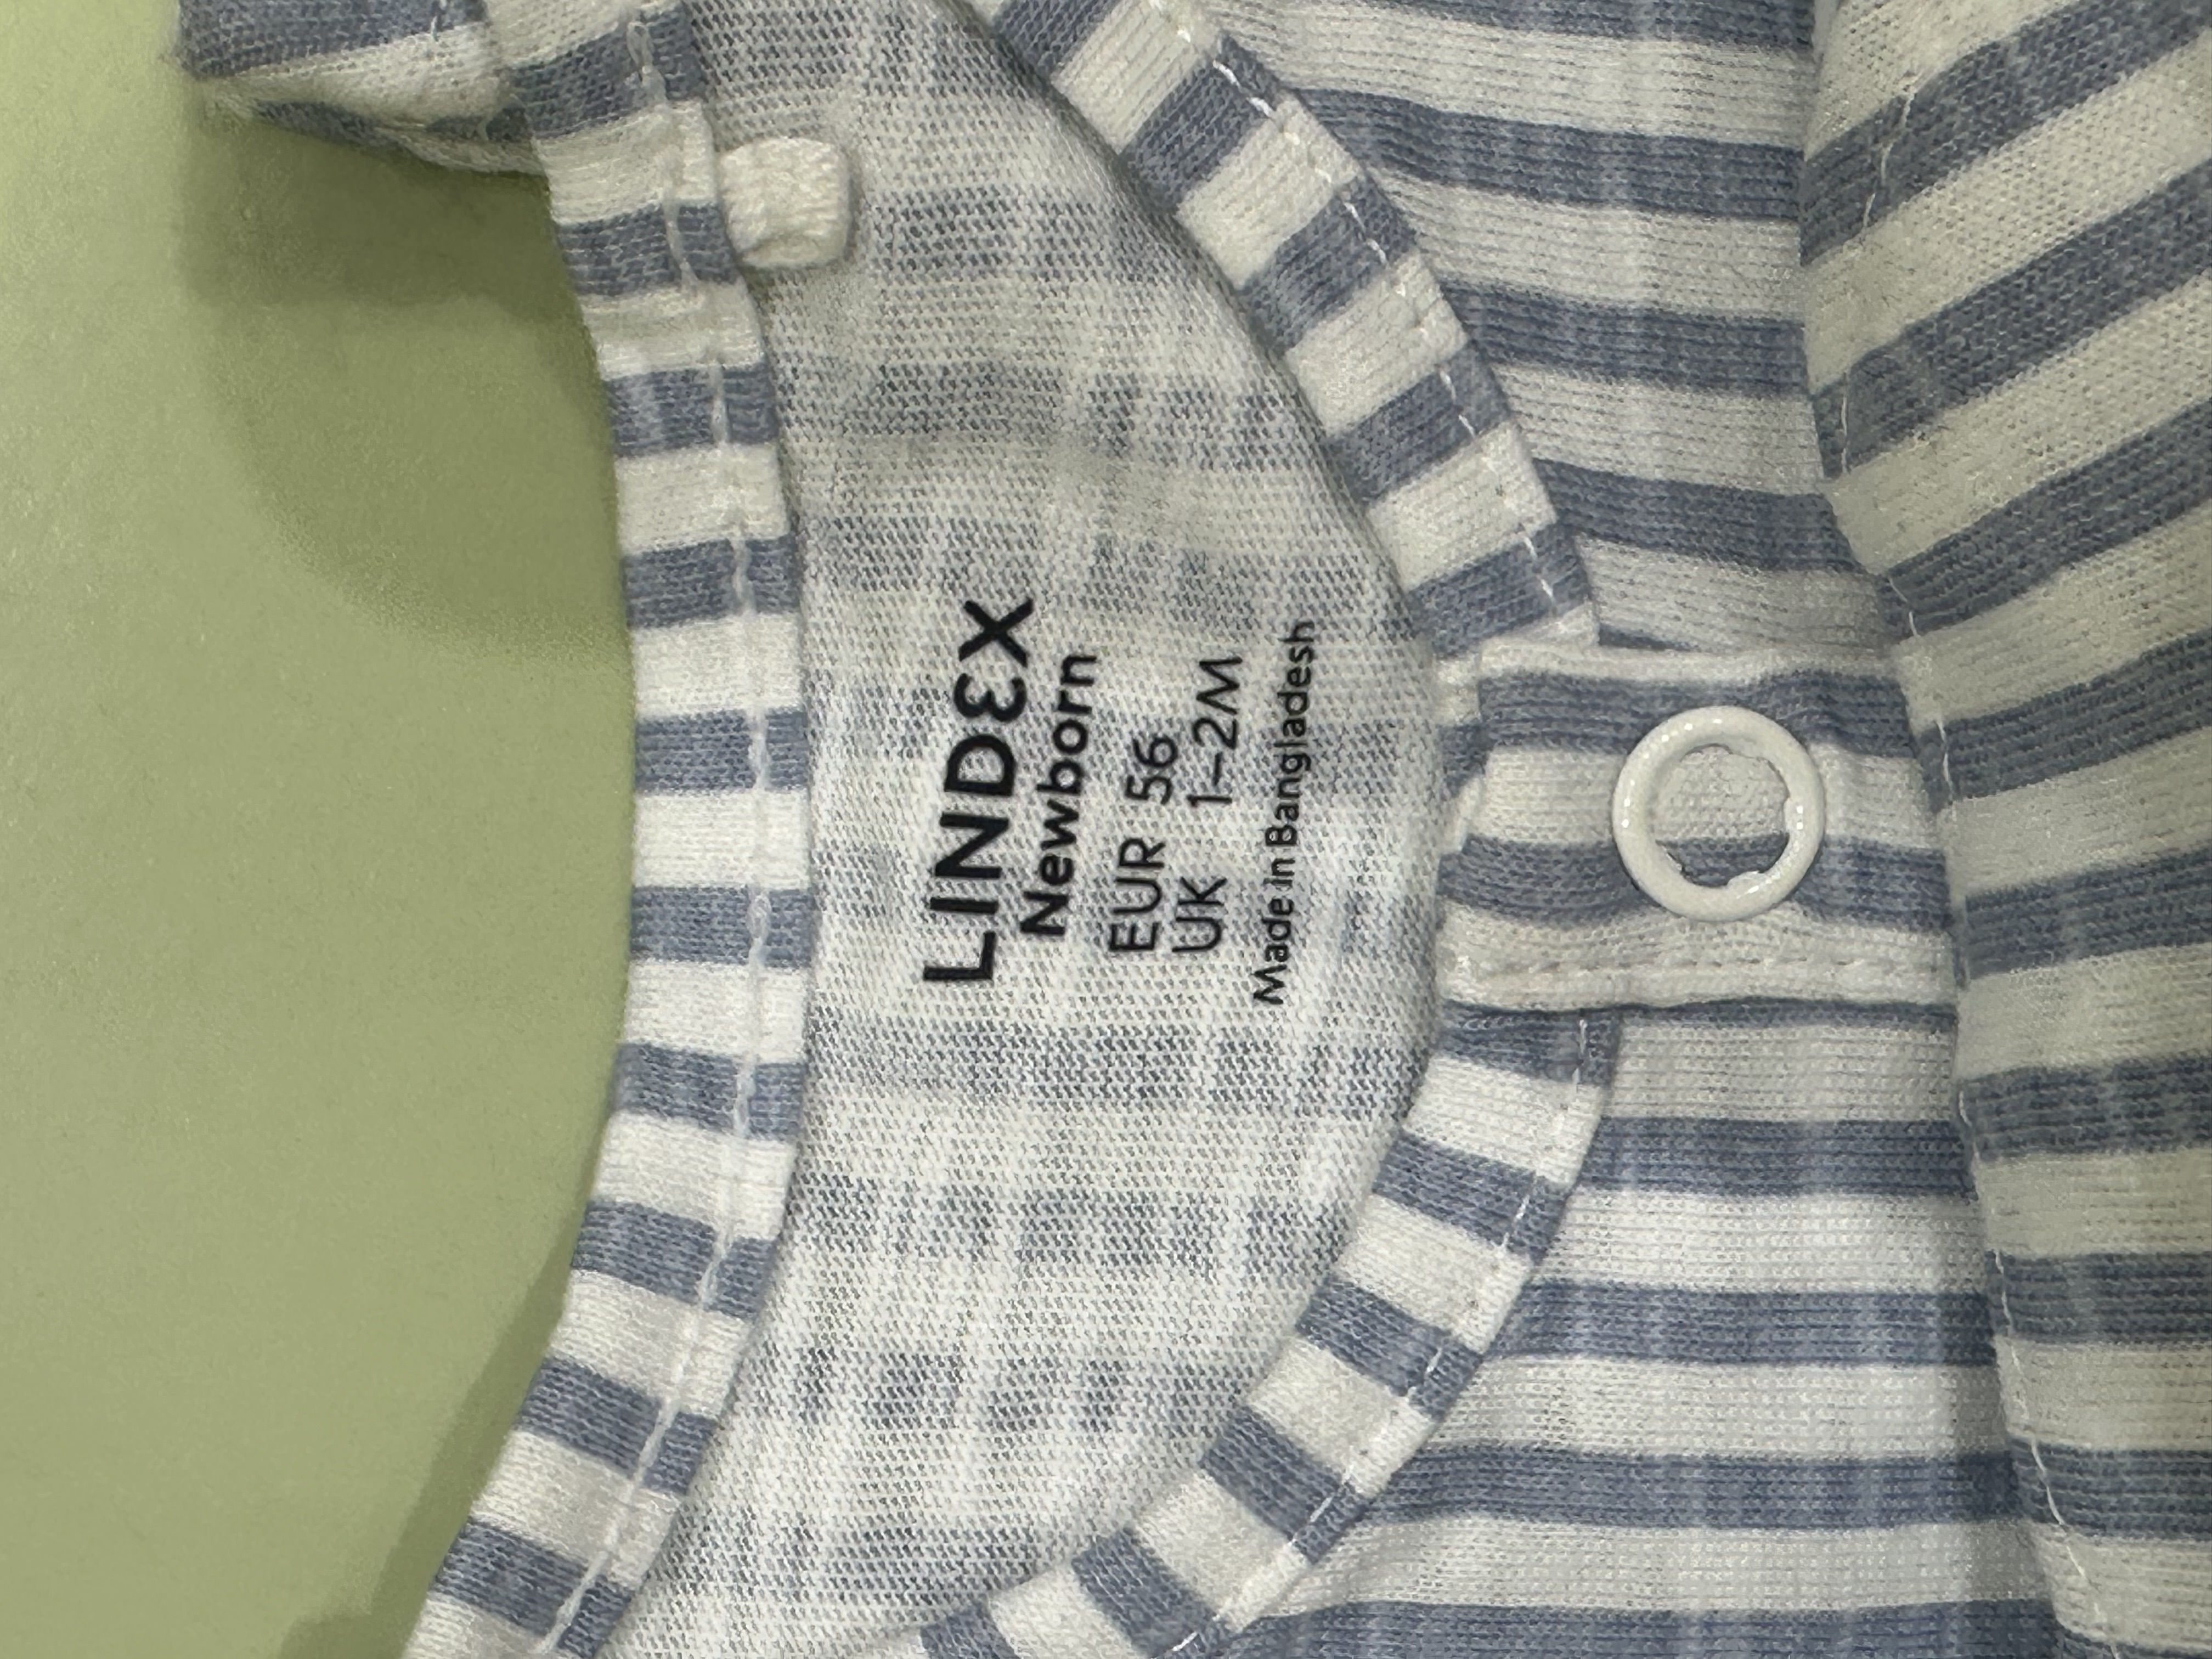 LINDEX
Newborn
EUR 56
UK 1-2M
Made in Bangladesh